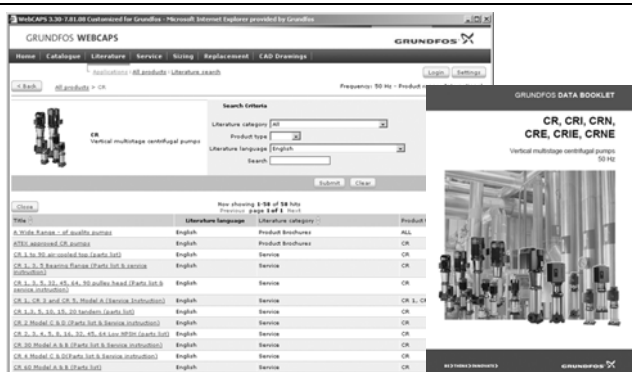 WebCAPS 3.30-7.01.08 Customized for Grundfos - Microsoft Internet Explorer provided by Grundfos
GRUNDFOS WEBCAPS
GRUNDFOS
Home Catalogue Literature Service Sizing Replacement CAD Drawings
Applications > All products > Literature search
Login Settings
< Back All products > CR
Frequency: 50 Hz - Product
Search Criteria
Literature category All
Product type
Literature language English
Search
CR
Vertical multistage centrifugal pumps
Submit Clear
Close
Now showing 1-58 of 58 hits
Previous page 1 of 1 Next
Title Literature language Literature category Product
A Wide Range - of quality pumps English Product Brochures ALL
ATEX approved CR pumps English Product Brochures CR
CR 1 to 90 air-cooled top (parts list) English Service CR
CR 1, 3, 5 Bearing flange (Parts list & service instruction) English Service CR
CR 1, 3, 5, 32, 45, 64, 90 pulley head (Parts list & service instruction) English Service CR
CR 1, CR 3 and CR 5, Model A (Service Instruction) English Service CR 1, CR
CR 1,3, 5, 10, 15, 20 tandem (parts list) English Service CR
CR 2 Model C & D (Parts list & Service instruction) English Service CR
CR 2, 3, 4, 5, 8, 16, 32, 45, 64 Low NPSH (parts list) English Service CR
CR 30 Model A & B (Parts list & Service instruction) English Service CR
CR 4 Model C & D(Parts list & Service instruction) English Service CR
CR 60 Model A & B (Parts list) English Service CR
GRUNDFOS DATA BOOKLET
CR, CRI, CRN,
CRE, CRIE, CRNE
Vertical multistage centrifugal pumps
50 Hz
BE > THINK > INNOVATE >
GRUNDFOS